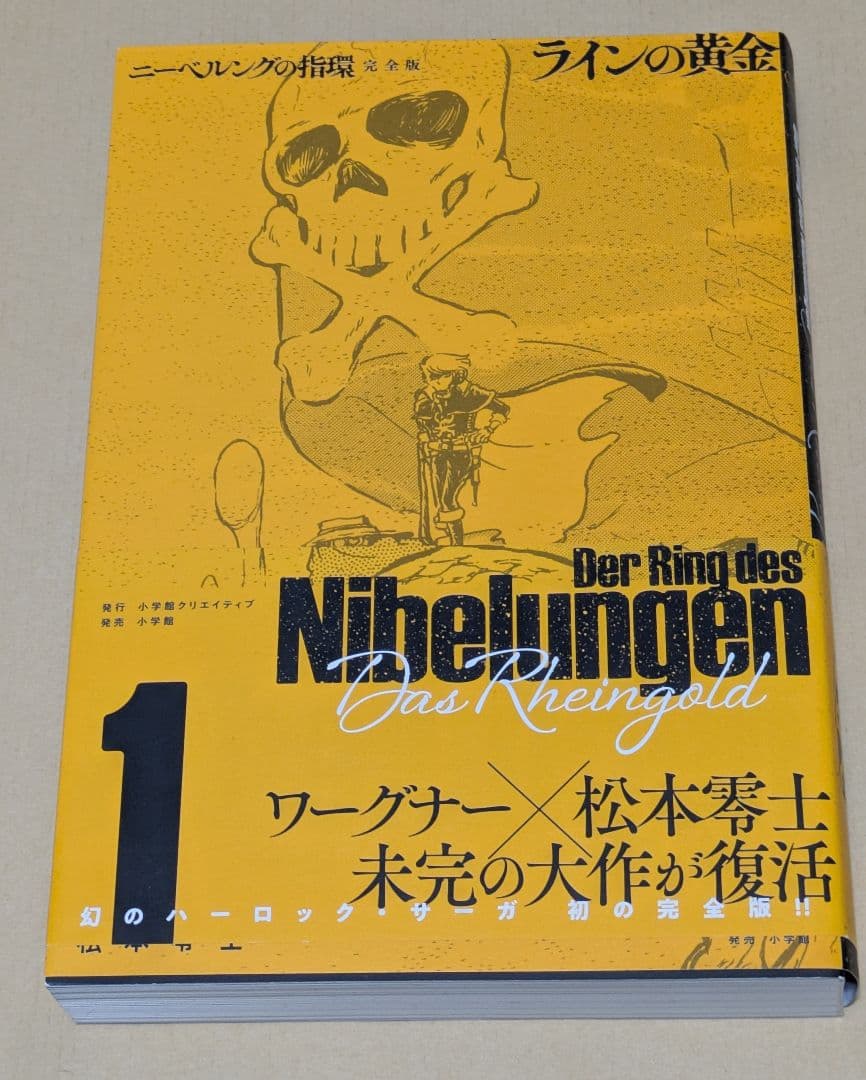 ニーベルングの指環 完全版
ラインの黄金
Der Ring des
Nibelungen
Das Rheingold
発行 小学館クリエイティブ
発売 小学館
1
ワーグナー×松本零士
未完の大作が復活
幻のハーロック・サーガ 初の完全版!!
松本零士
発売 小学館